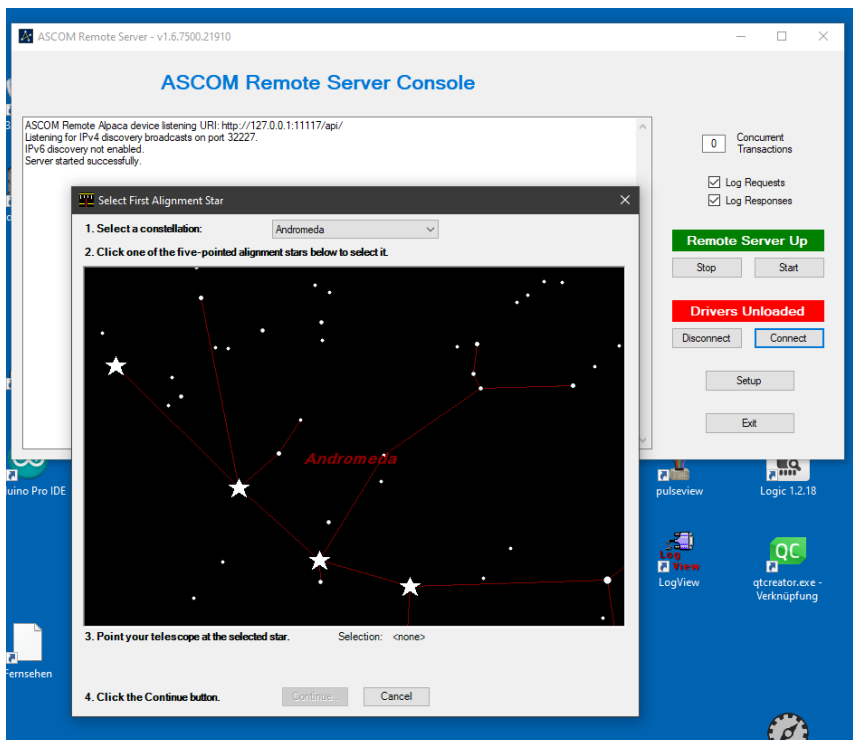 ASCOM Remote Server - v1.6.7500.21910
ASCOM Remote Server Console
ASCOM Remote Alpaca device listening URI: http://127.0.0.1:11117/api/
Listening for IPv4 discovery broadcasts on port 32227.
IPv6 discovery not enabled.
Server started successfully.
0
Concurrent
Transactions
Log Requests
Log Responses
Remote Server Up
Stop
Start
Drivers Unloaded
Disconnect
Connect
Setup
Exit
Select First Alignment Star
1. Select a constellation:
Andromeda
2. Click one of the five-pointed alignment stars below to select it.
Andromeda
3. Point your telescope at the selected star.
Selection: <none>
4. Click the Continue button.
Continue...
Cancel
uino Pro IDE
pulseview
Logic 1.2.18
Log
View
LogView
QC
qtcreator.exe -
Verknüpfung
Fernsehen